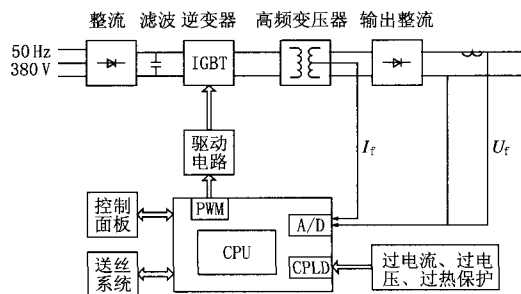 整流 滤波 逆变器 高频变压器 输出整流
50 Hz
380 V
IGBT
驱动
电路
I_f
U_f
控制
面板
PWM
A/D
CPU
送丝
系统
CPLD
过电流、过电
压、过热保护